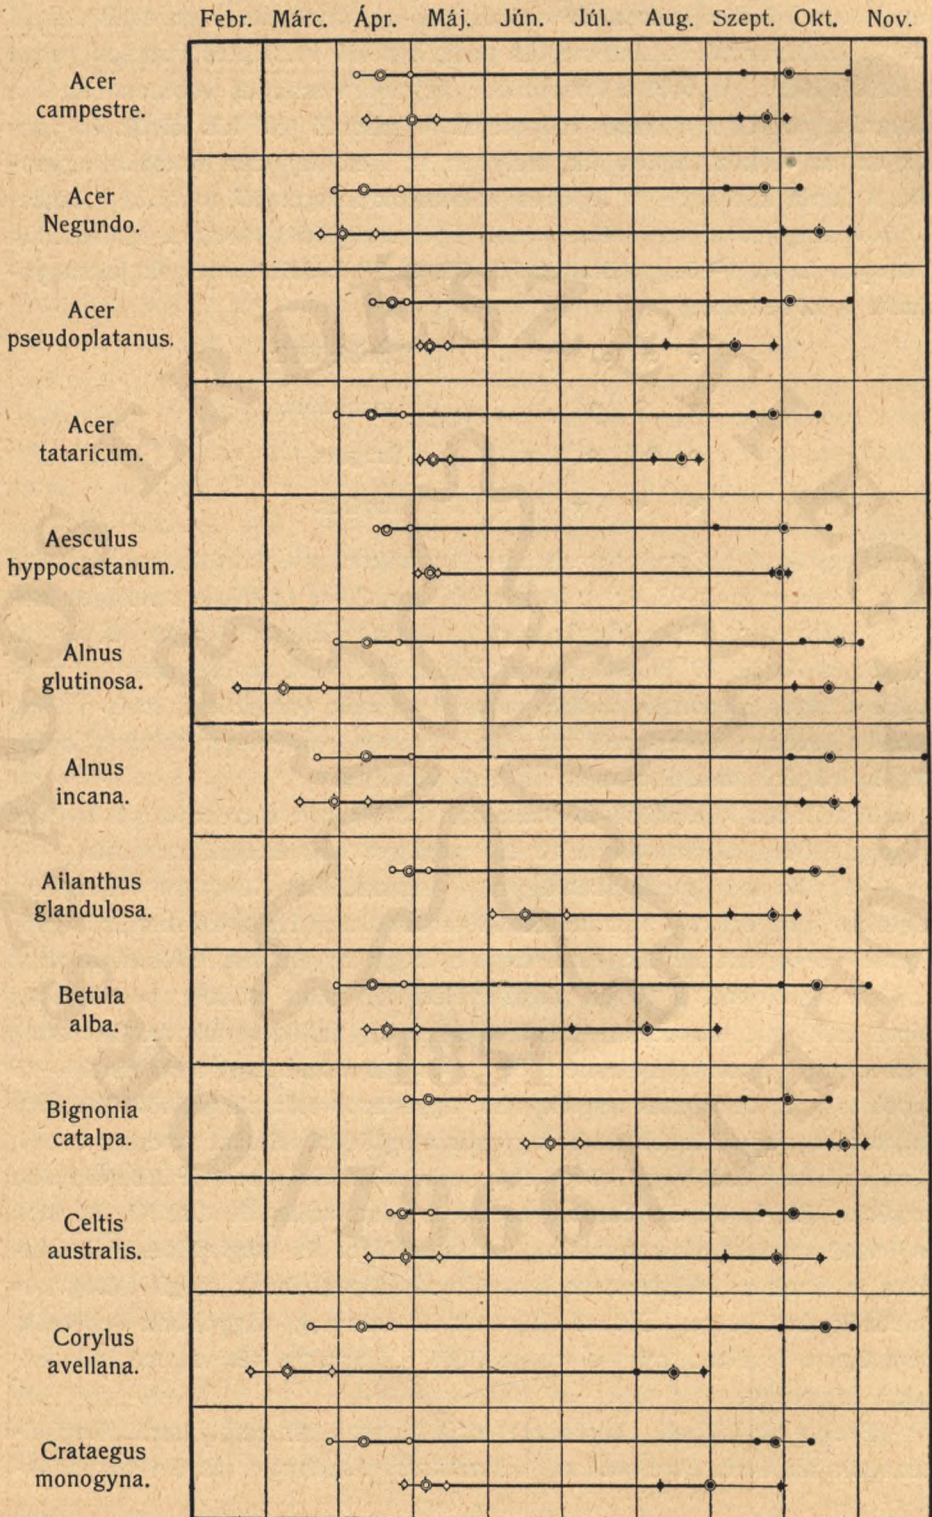 Febr. Márc. Ápr. Máj. Jún. Júl. Aug. Szept. Okt. Nov.
Acer
campestre.
Acer
Negundo.
Acer
pseudoplatanus.
Acer
tataricum.
Aesculus
hyppocastanum.
Alnus
glutinosa.
Alnus
incana.
Ailanthus
glandulosa.
Betula
alba.
Bignonia
catalpa.
Celtis
australis.
Corylus
avellana.
Crataegus
monogyna.